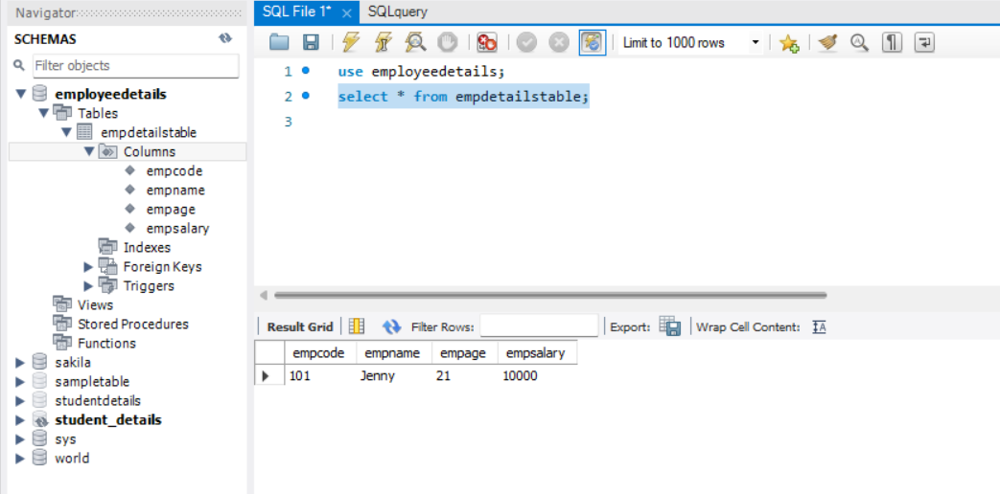 Navigator
SCHEMAS
Filter objects
employeedetails
Tables
empdetailstable
Columns
empcode
empname
empage
empsalary
Indexes
Foreign Keys
Triggers
Views
Stored Procedures
Functions
sakila
sampletable
studentdetails
student_details
sys
world
SQL File 1* × SQLquery
Limit to 1000 rows
1 use employeedetails;
2 select * from empdetailstable;
3
Result Grid Filter Rows: Export: Wrap Cell Content:
empcode empname empage empsalary
101 Jenny 21 10000